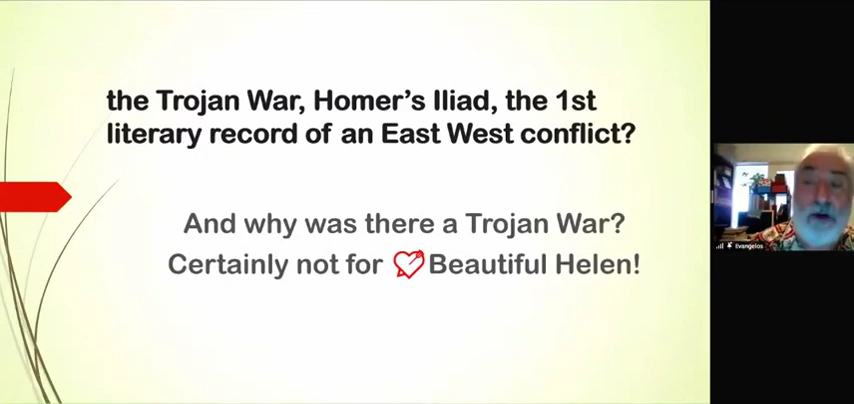 the Trojan War, Homer's Iliad, the 1st
literary record of an East West conflict?
And why was there a Trojan War?
Certainly not for Beautiful Helen!
Evangelos